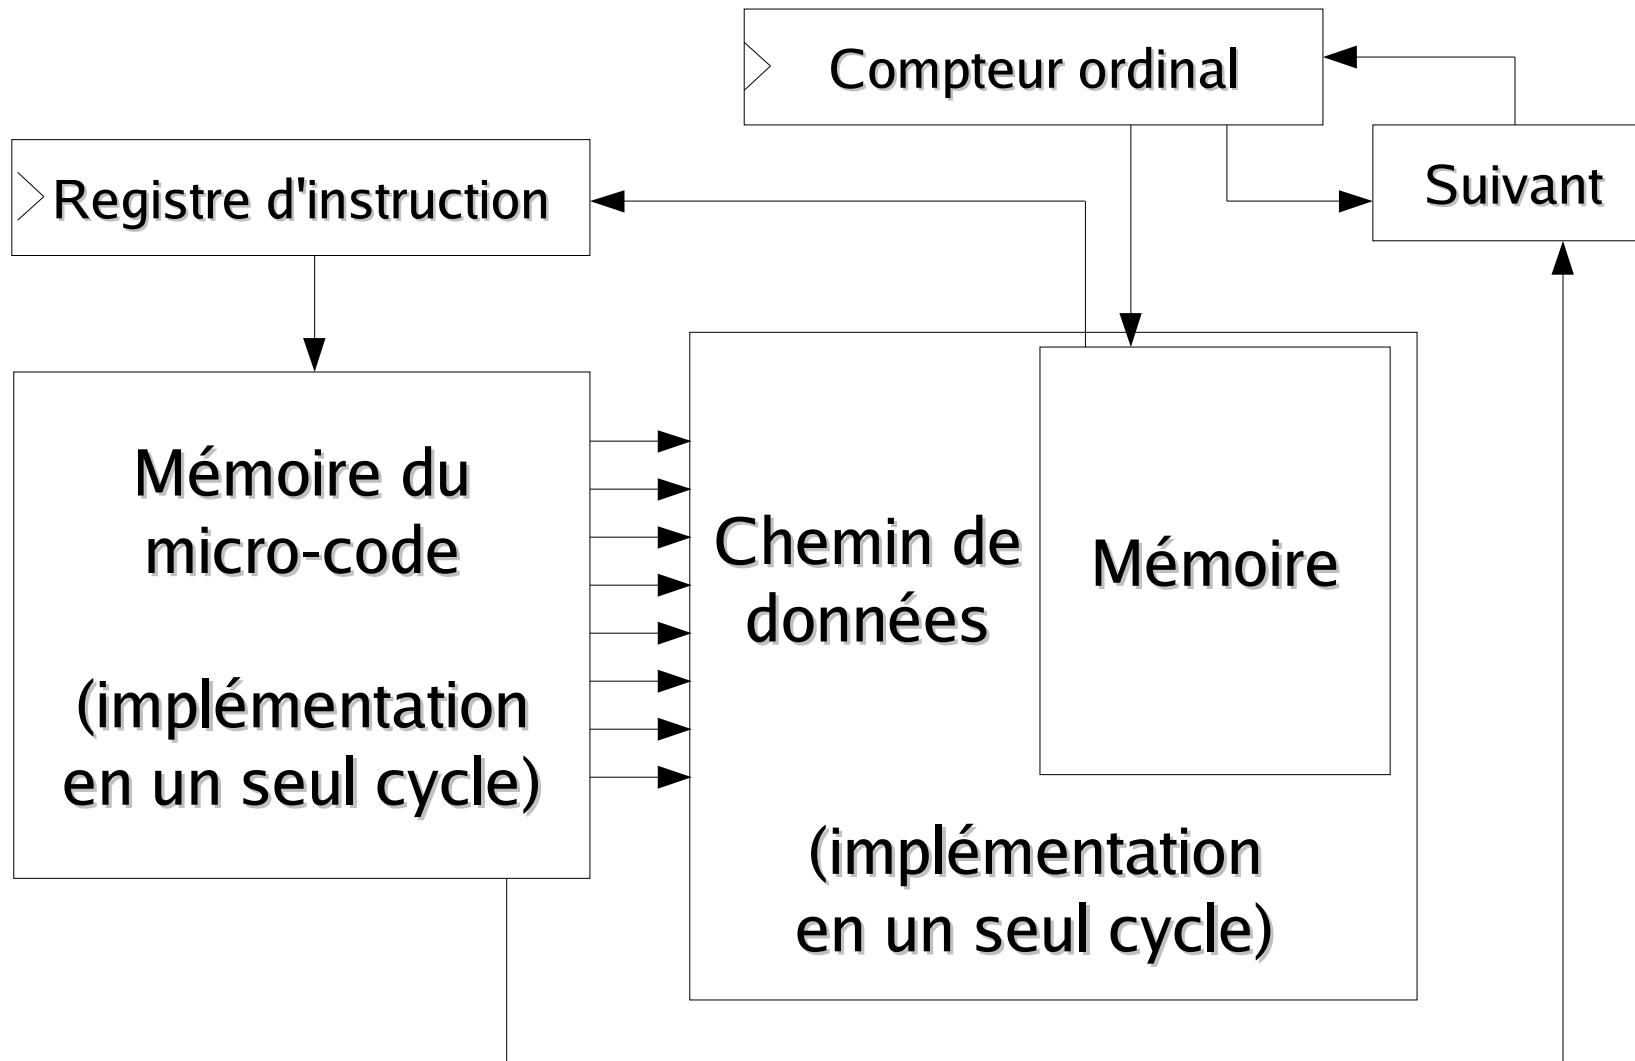 Compteur ordinal
Suivant
Registre d'instruction
Mémoire du
micro-code
(implémentation
en un seul cycle)
Chemin de
données
Mémoire
(implémentation
en un seul cycle)